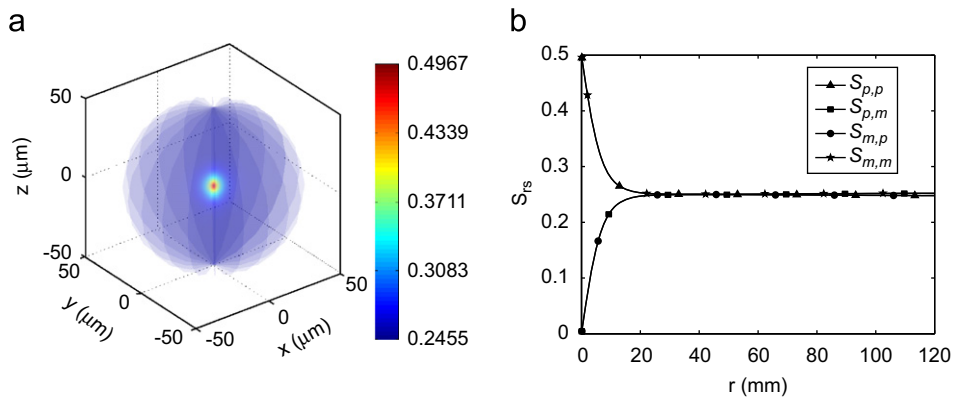 a
50
0
-50
z (μm)
50
0
-50
y (μm)
-50
0
50
x (μm)
0.4967
0.4339
0.3711
0.3083
0.2455
b
0.5
0.4
0.3
0.2
0.1
0
S_rs
0 20 40 60 80 100 120
r (mm)
S_p,p
S_p,m
S_m,p
S_m,m